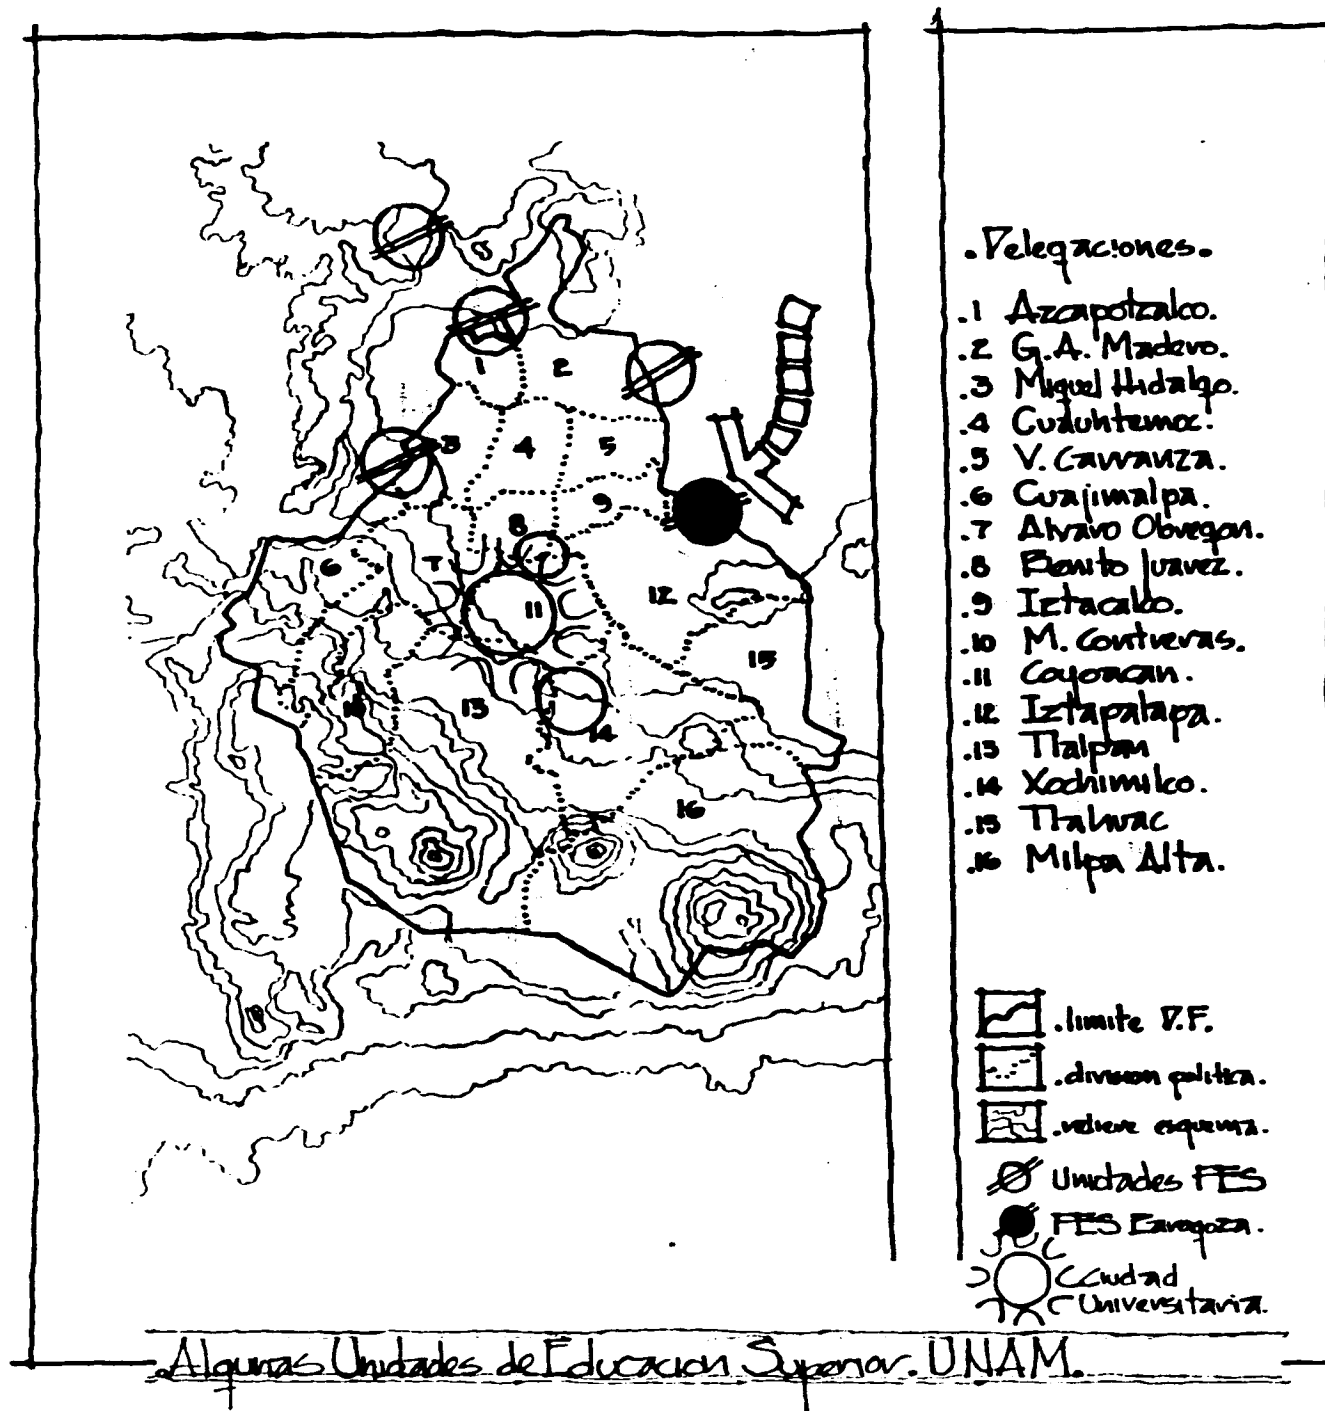 1
2
3
4
5
9
8
6
7
11
12
15
10
13
14
16
.Delegaciones.
.1 Azcapotzalco.
.2 G.A. Madero.
.3 Miguel Hidalgo.
.4 Cuauhtemoc.
.5 V. Carranza.
.6 Cuajimalpa.
.7 Alvaro Obregon.
.8 Benito Juarez.
.9 Iztacalco.
.10 M. Contreras.
.11 Coyoacan.
.12 Iztapalapa.
.13 Tlalpan
.14 Xochimilco.
.15 Tlahuac
.16 Milpa Alta.
.limite D.F.
.division politica.
.relieve esquema.
Unidades FES
FES Zaragoza.
Ciudad
Universitaria.
.Algunas Unidades de Educacion Superior. UNAM.